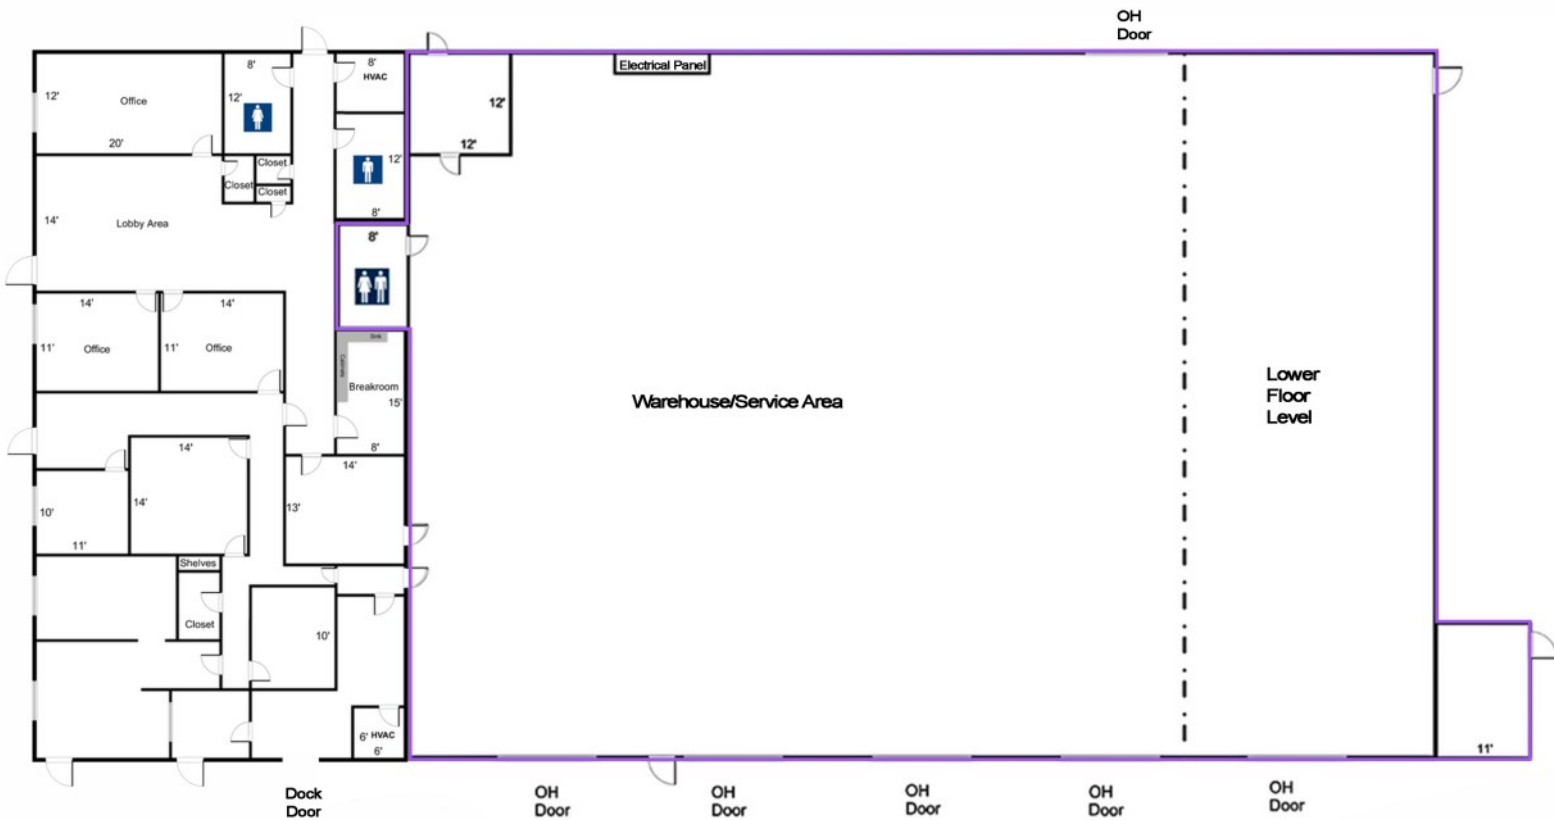 OH
Door
8'
8'
HVAC
Electrical Panel
12'
Office
12'
12'
20'
12'
Closet
12'
Closet
Closet
8'
14'
Lobby Area
8'
14'
14'
Sink
11'
Office
11'
Office
Cabinets
Breakroom
15'
Warehouse/Service Area
Lower
Floor
Level
8'
14'
14'
10'
14'
13'
11'
Shelves
Closet
10'
6'
HVAC
6'
11'
Dock
Door
OH
Door
OH
Door
OH
Door
OH
Door
OH
Door